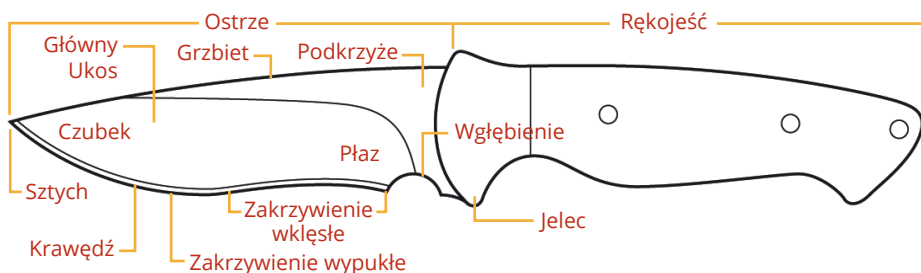 Ostrze
Rękojeść
Główny
Ukos
Grzbiet
Podkrzyże
Czubek
Wgłębienie
Płaz
Sztych
Zakrzywienie
wklęsłe
Jelec
Krawędź
Zakrzywienie wypukłe